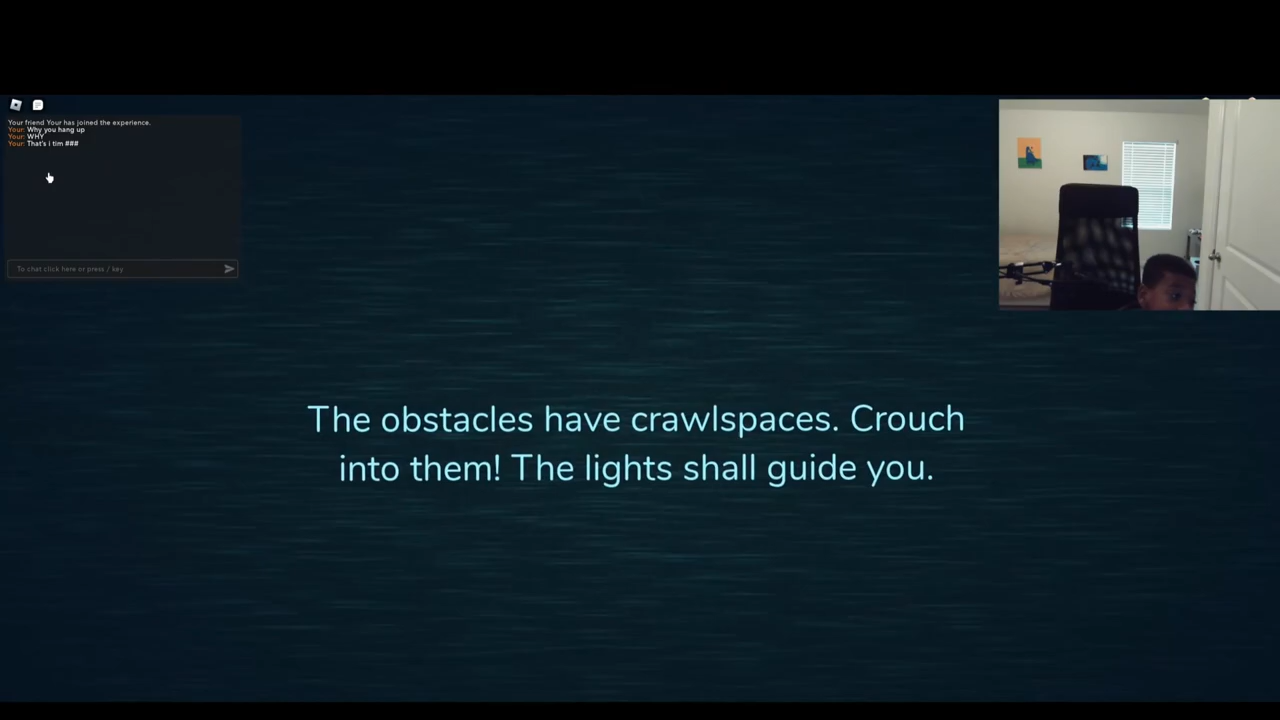 Your friend Your has joined the experience.
Your: Why you hang up
Your: WHY
Your: That's i tim ###
To chat click here or press / key
The obstacles have crawlspaces. Crouch
into them! The lights shall guide you.